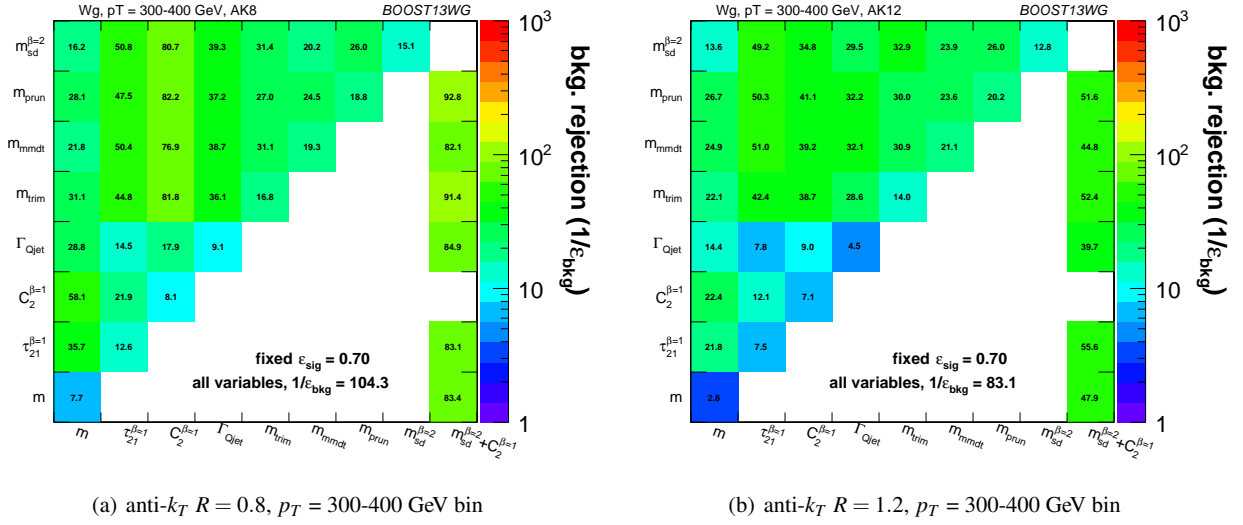 Wg, pT = 300-400 GeV, AK8 BOOST13WG
m_sd^β=2 16.2 50.8 80.7 39.3 31.4 20.2 26.0 15.1
m_prun 28.1 47.5 82.2 37.2 27.0 24.5 18.8 92.8
m_mmdt 21.8 50.4 76.9 38.7 31.1 19.3 82.1
m_trim 31.1 44.8 81.8 36.1 16.8 91.4
Γ_Qjet 28.8 14.5 17.9 9.1 84.9
C_2^β=1 58.1 21.9 8.1
τ_21^β=1 35.7 12.6 83.1
fixed ε_sig = 0.70
all variables, 1/ε_bkg = 104.3
m 7.7 83.4
m τ_21^β=1 C_2^β=1 Γ_Qjet m_trim m_mmdt m_prun m_sd^β=2 m_sd^β=2+C_2^β=1
10^3
10^2
10
1
bkg. rejection (1/ε_bkg)
(a) anti-k_T R = 0.8, p_T = 300-400 GeV bin
Wg, pT = 300-400 GeV, AK12 BOOST13WG
m_sd^β=2 13.6 49.2 34.8 29.5 32.9 23.9 26.0 12.8
m_prun 26.7 50.3 41.1 32.2 30.0 23.6 20.2 51.6
m_mmdt 24.9 51.0 39.2 32.1 30.9 21.1 44.8
m_trim 22.1 42.4 38.7 28.6 14.0 52.4
Γ_Qjet 14.4 7.8 9.0 4.5 39.7
C_2^β=1 22.4 12.1 7.1
τ_21^β=1 21.8 7.5 55.6
fixed ε_sig = 0.70
all variables, 1/ε_bkg = 83.1
m 2.8 47.9
m τ_21^β=1 C_2^β=1 Γ_Qjet m_trim m_mmdt m_prun m_sd^β=2 m_sd^β=2+C_2^β=1
10^3
10^2
10
1
bkg. rejection (1/ε_bkg)
(b) anti-k_T R = 1.2, p_T = 300-400 GeV bin